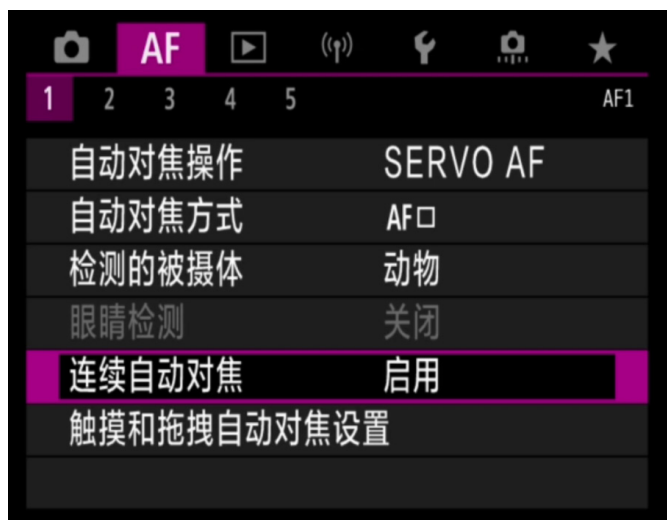 AF
1 2 3 4 5 AF1
自动对焦操作 SERVO AF
自动对焦方式 AF□
检测的被摄体 动物
眼睛检测 关闭
连续自动对焦 启用
触摸和拖拽自动对焦设置